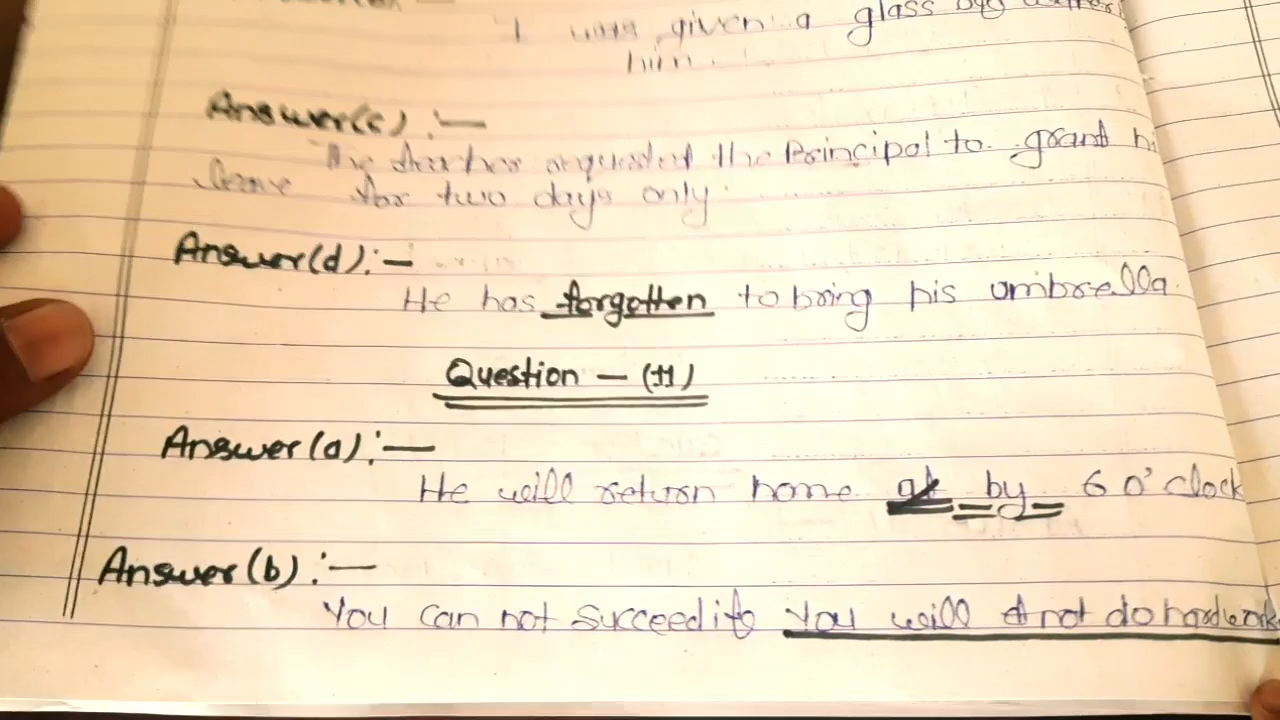 I was given a glass
him.
Answer(c) :—
The teacher requested the Principal to grant hi
leave for two days only.
Answer(d) :—
He has forgotten to bring his umbrella.
Question — (11)
Answer(a) :—
He will return home at by 6 o'clock
Answer(b) :—
You can not succeed if You will not do hardwork